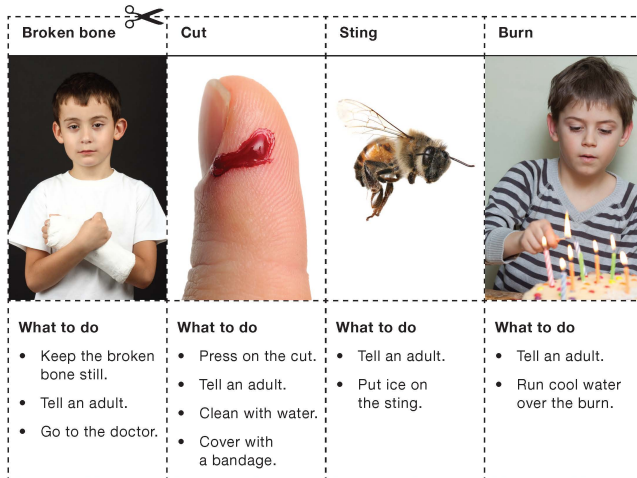 Broken bone
What to do
• Keep the broken
bone still.
• Tell an adult.
• Go to the doctor.
Cut
What to do
• Press on the cut.
• Tell an adult.
• Clean with water.
• Cover with
a bandage.
Sting
What to do
• Tell an adult.
• Put ice on
the sting.
Burn
What to do
• Tell an adult.
• Run cool water
over the burn.